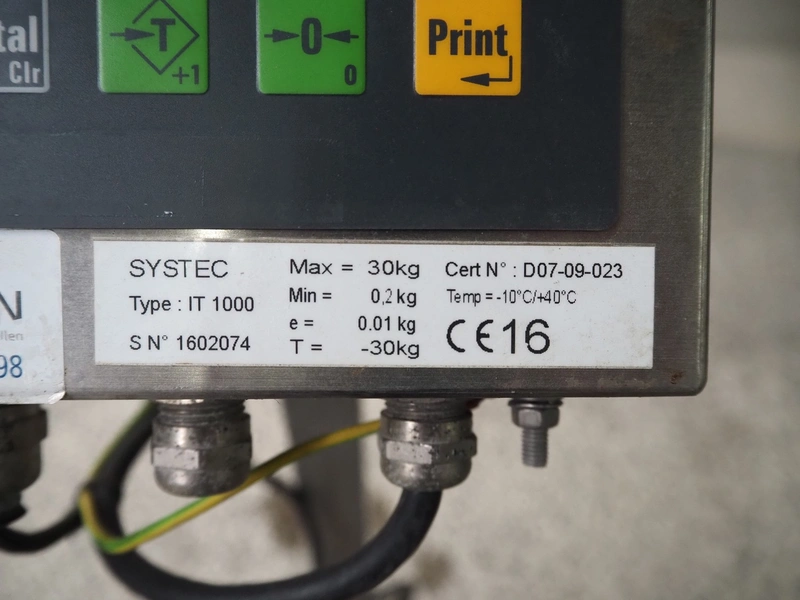 tal
Clr
T
+1
0
0
Print
N
llen
98
SYSTEC
Type : IT 1000
S N° 1602074
Max = 30kg
Min = 0,2 kg
e = 0.01 kg
T = -30kg
Cert N° : D07-09-023
Temp = -10°C/+40°C
CE16